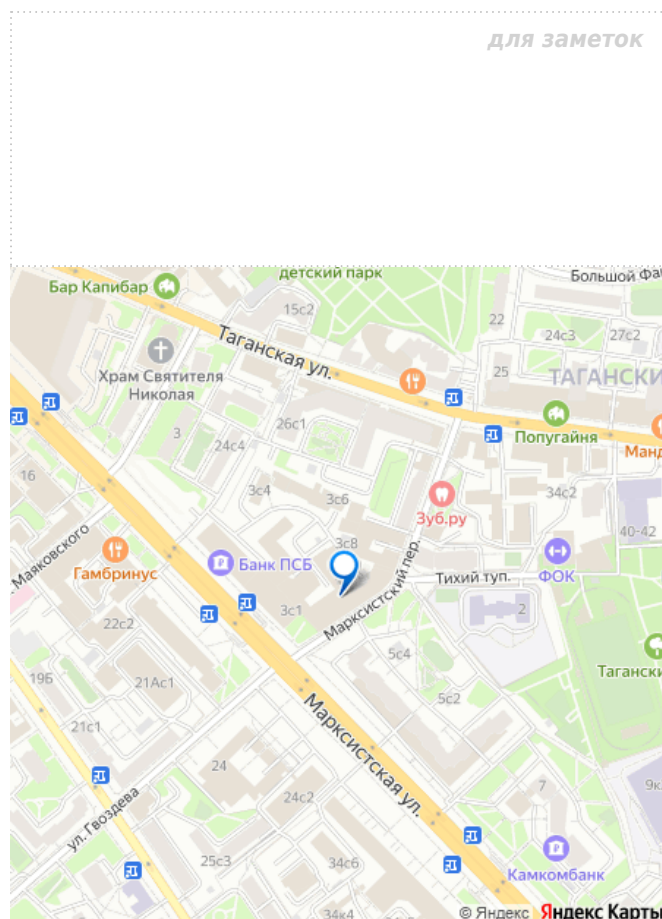 для заметок
детский парк
Большой Фа
Бар Капибар
15с2
22
24с3
27с2
Таганская ул.
Храм Святителя
Николая
25
ТАГАНСКИ
3
24с4
26с1
Попугайня
Манд
16
3с4
3с6
Зуб.ру
34с2
40-42
3с8
. Маяковского
Гамбринус
Банк ПСБ
Марксистский пер.
Тихий туп.
ФОК
3с1
2
22с2
5с4
Тагански
19Б
21Ас1
5с2
21с1
Марксистская ул.
24
7
9к
24с2
ул. Гвоздева
25с3
34с6
Камкомбанк
34к4
© Яндекс Яндекс Карты